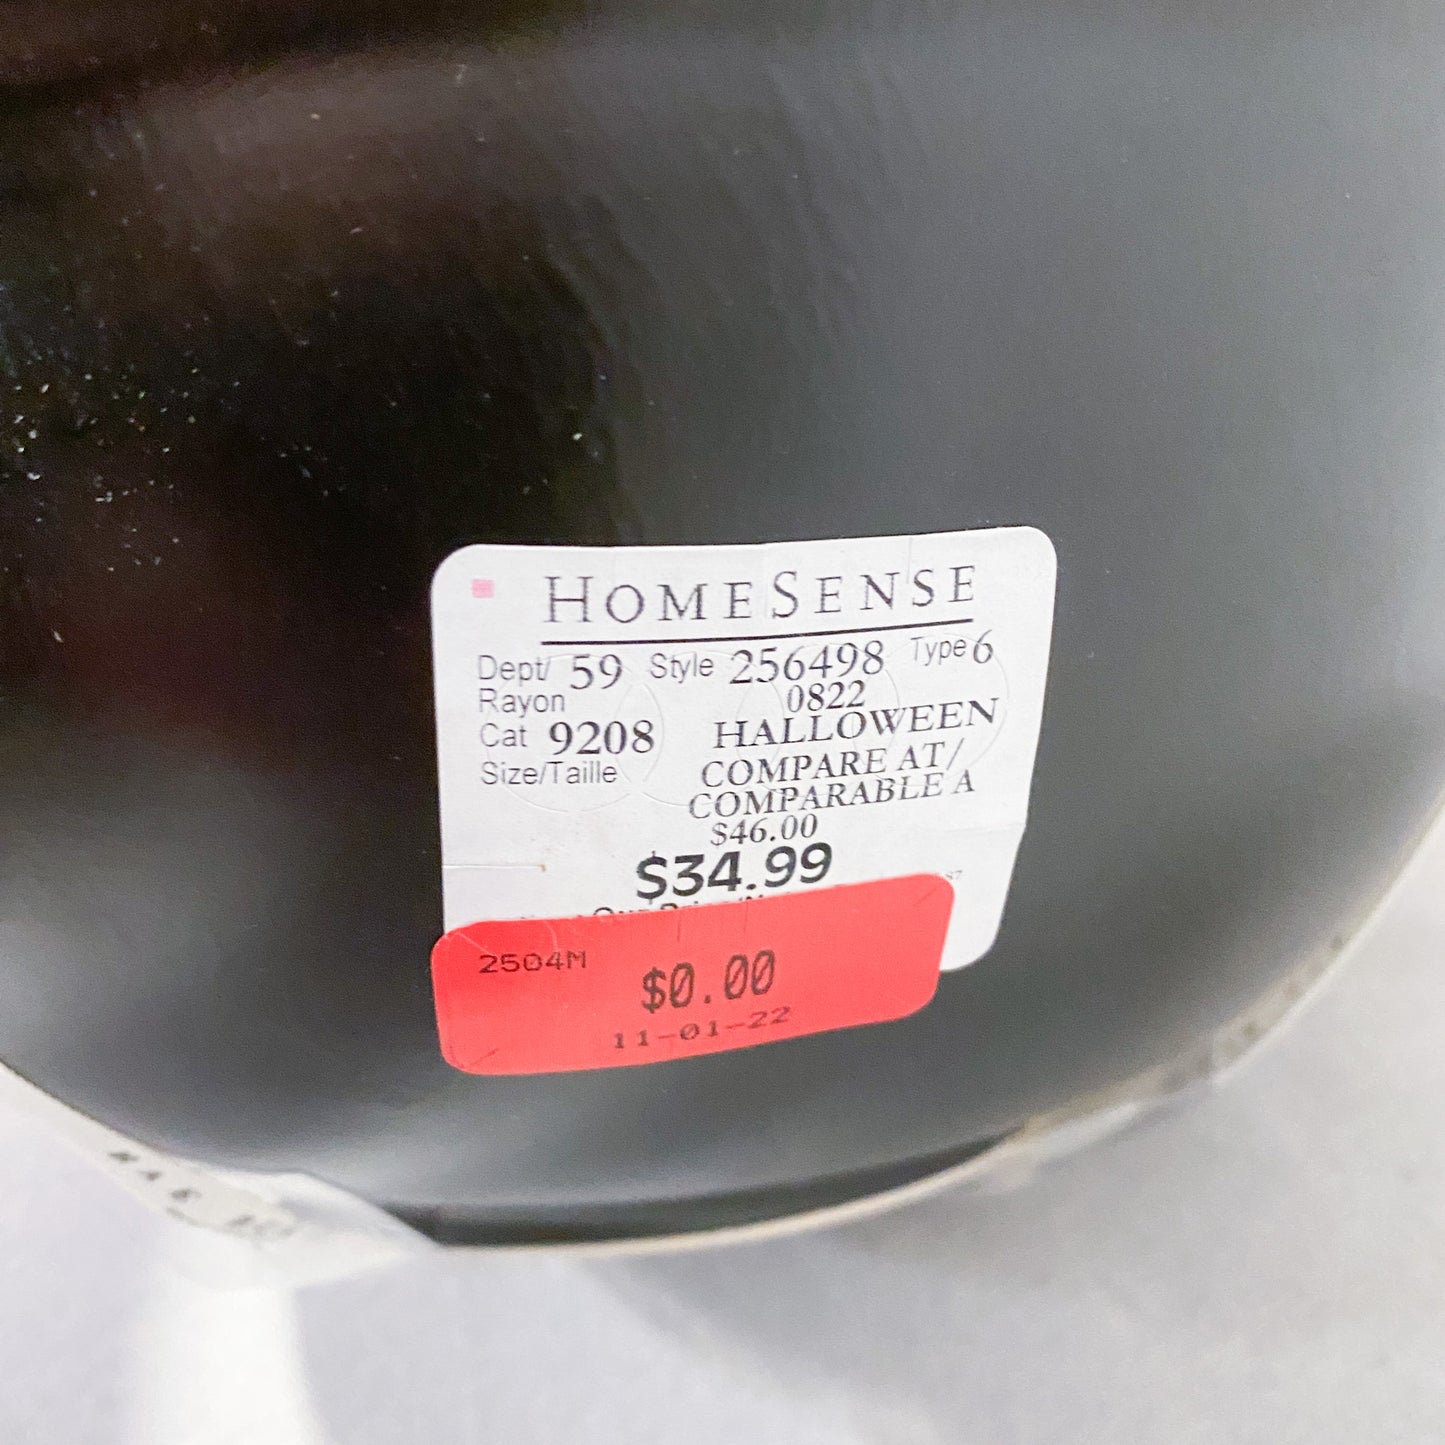 HOMESENSE
Dept/ 59 Style 256498 Type 6
Rayon 0822
Cat 9208 HALLOWEEN
Size/Taille COMPARE AT/
COMPARABLE A
$46.00
$34.99
2504M
$0.00
11-01-22